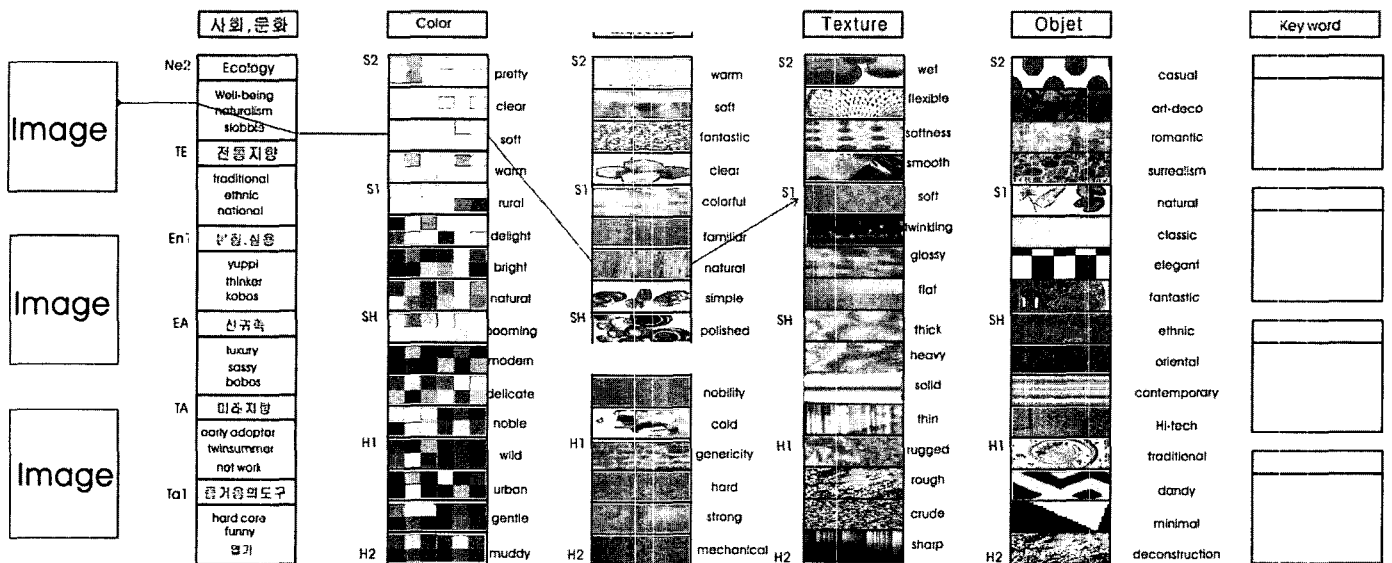 사회,문화
Color
Texture
Objet
Key word
Image
Image
Image
Ne2
Ecology
Well-being
naturalism
slobbis
TE
전통지향
traditional
ethnic
national
En1
yuppi
thinker
kobos
EA
신귀족
luxury
sassy
bobos
TA
미래지향
early adopter
twinsummer
not work
Ta1
즐거움의도구
hard core
funny
엽기
S2
pretty
clear
soft
warm
S1
rural
delight
bright
natural
SH
booming
modern
delicate
noble
H1
wild
urban
gentle
H2
muddy
S2
warm
soft
fantastic
clear
S1
colorful
familiar
natural
simple
SH
polished
nobility
cold
H1
genericity
hard
strong
H2
mechanical
S2
wet
flexible
softness
smooth
S1
soft
twinkling
glossy
flat
SH
thick
heavy
solid
thin
H1
rugged
rough
crude
H2
sharp
S2
casual
art-deco
romantic
surrealism
S1
natural
classic
elegant
fantastic
SH
ethnic
oriental
contemporary
Hi-tech
H1
traditional
dandy
minimal
H2
deconstruction